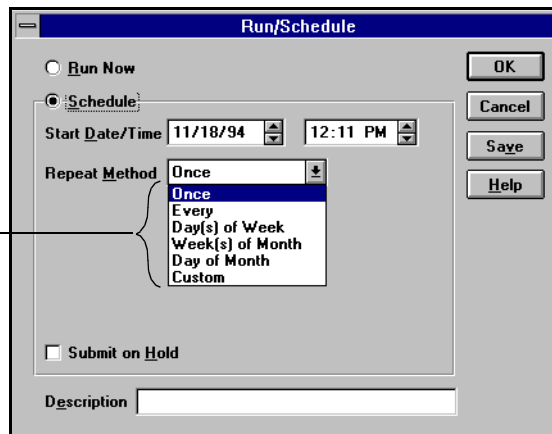 Run/Schedule
Run Now
OK
Schedule:
Cancel
Start Date/Time 11/18/94 12:11 PM
Save
Repeat Method Once
Help
Once
Every
Day(s) of Week
Week(s) of Month
Day of Month
Custom
Submit on Hold
Description